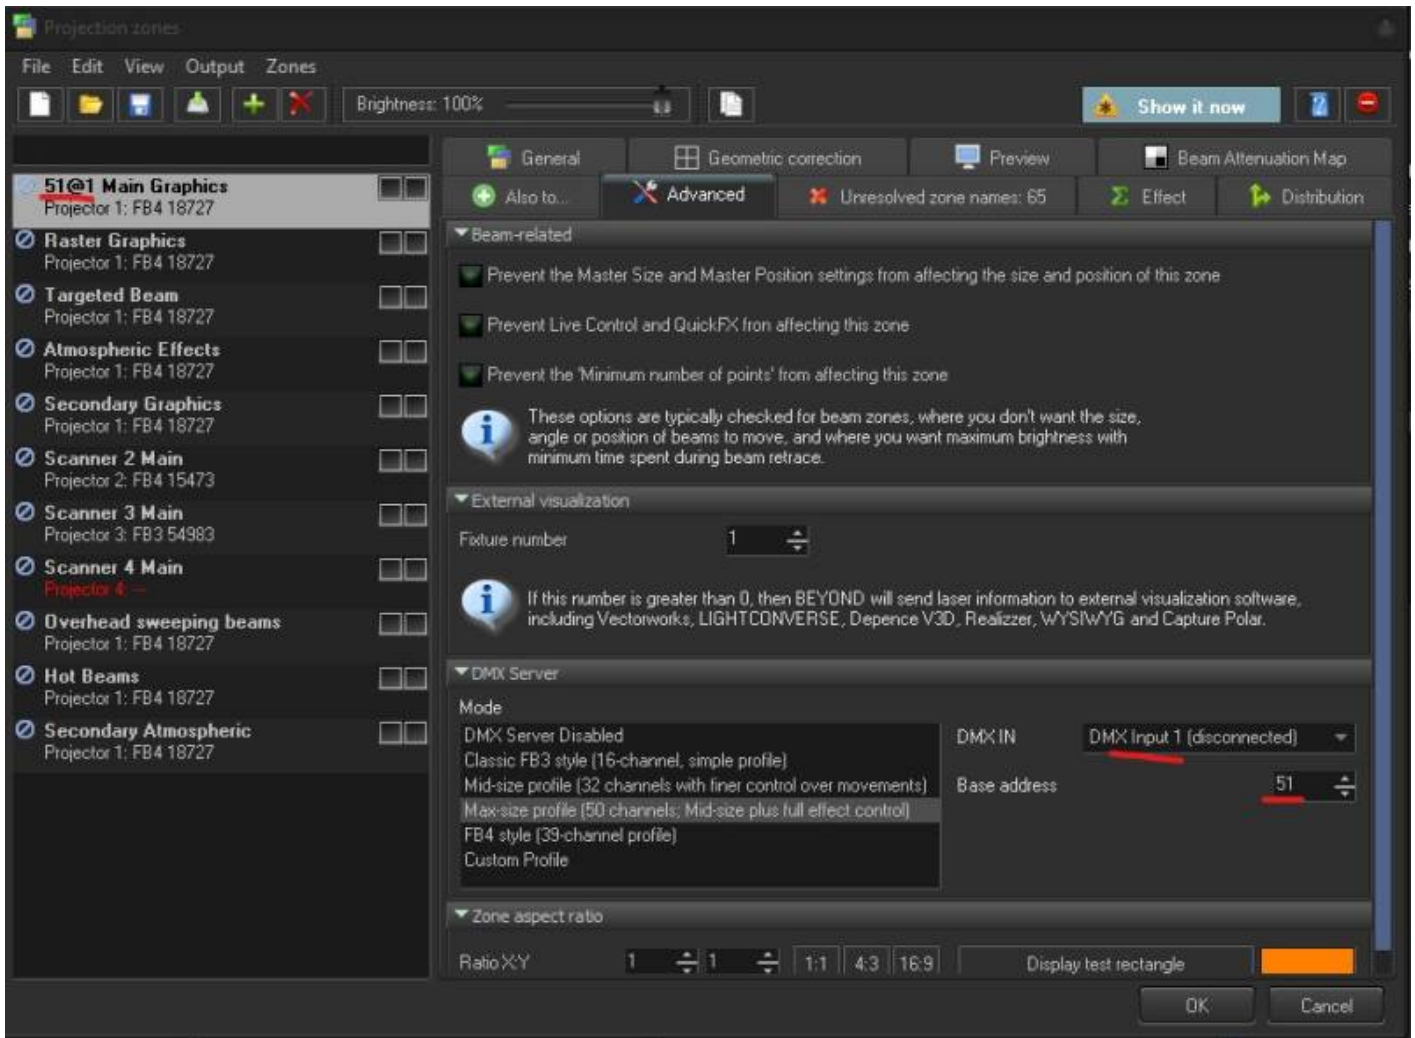 Projection zones
File Edit View Output Zones
Brightness: 100%
Show it now
General Geometric correction Preview Beam Attenuation Map
Also to... Advanced Unresolved zone names: 65 Effect Distribution
51@1 Main Graphics
Projector 1: FB4 18727
Raster Graphics
Projector 1: FB4 18727
Targeted Beam
Projector 1: FB4 18727
Atmospheric Effects
Projector 1: FB4 18727
Secondary Graphics
Projector 1: FB4 18727
Scanner 2 Main
Projector 2: FB4 15473
Scanner 3 Main
Projector 3: FB3 54983
Scanner 4 Main
Projector 4: --
Overhead sweeping beams
Projector 1: FB4 18727
Hot Beams
Projector 1: FB4 18727
Secondary Atmospheric
Projector 1: FB4 18727
Beam-related
Prevent the Master Size and Master Position settings from affecting the size and position of this zone
Prevent Live Control and QuickFX fron affecting this zone
Prevent the 'Minimum number of points' from affecting this zone
These options are typically checked for beam zones, where you don't want the size,
angle or position of beams to move, and where you want maximum brightness with
minimum time spent during beam retrace.
External visualization
Fixture number 1
If this number is greater than 0, then BEYOND will send laser information to external visualization software,
including Vectorworks, LIGHTCONVERSE, Depence V3D, Realizzer, WYSIWYG and Capture Polar.
DMX Server
Mode
DMX Server Disabled
Classic FB3 style (16-channel, simple profile)
Mid-size profile (32 channels with finer control over movements)
Max-size profile (50 channels; Mid-size plus full effect control)
FB4 style (39-channel profile)
Custom Profile
DMX IN DMX Input 1 (disconnected)
Base address 51
Zone aspect ratio
Ratio X:Y 1 1 1:1 4:3 16:9 Display test rectangle
OK Cancel